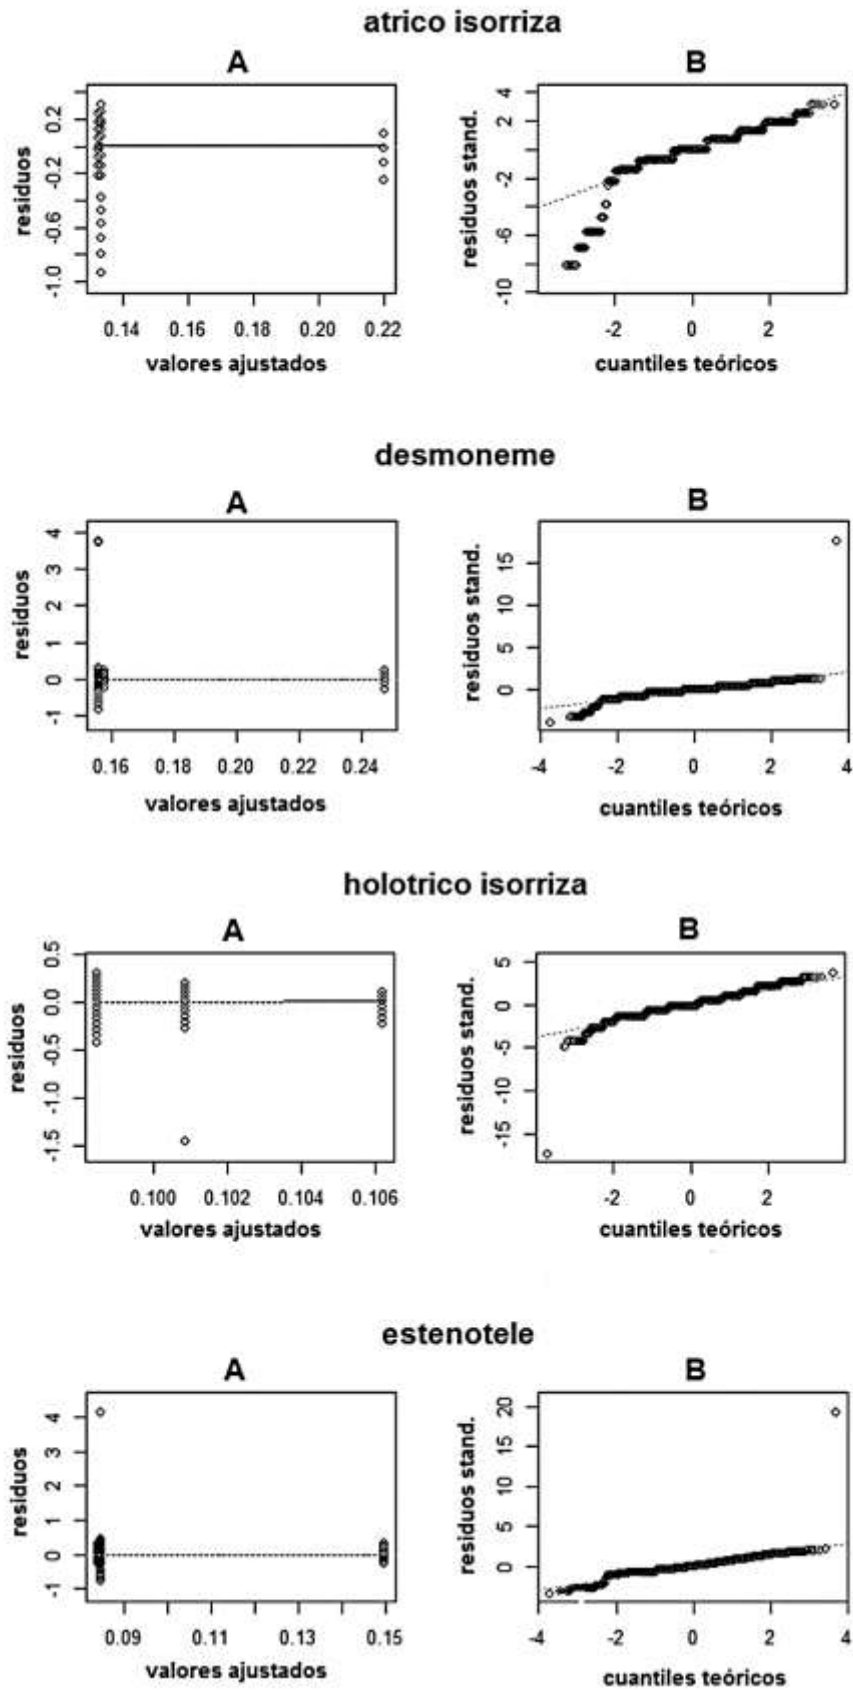 atrico isorriza
A
B
residuos
0.2
-0.2
-0.6
-1.0
0.14 0.16 0.18 0.20 0.22
valores ajustados
residuos stand.
4
2
-2
-6
-10
-2 0 2
cuantiles teóricos
desmoneme
A
B
residuos
4
3
2
1
0
-1
0.16 0.18 0.20 0.22 0.24
valores ajustados
residuos stand.
15
10
5
0
-4 -2 0 2 4
cuantiles teóricos
holotrico isorriza
A
B
residuos
0.5
0.0
-0.5
-1.0
-1.5
0.100 0.102 0.104 0.106
valores ajustados
residuos stand.
5
0
-5
-15
-2 0 2
cuantiles teóricos
estenotele
A
B
residuos
4
3
2
1
0
-1
0.09 0.11 0.13 0.15
valores ajustados
residuos stand.
20
15
10
5
0
-4 -2 0 2 4
cuantiles teóricos